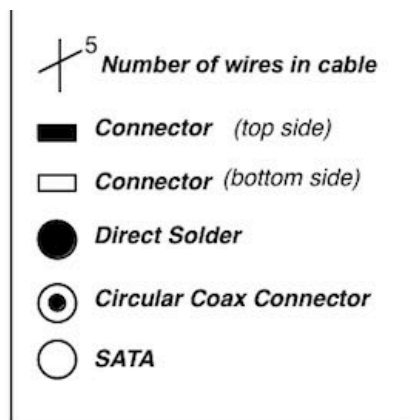 5 Number of wires in cable
Connector (top side)
Connector (bottom side)
Direct Solder
Circular Coax Connector
SATA